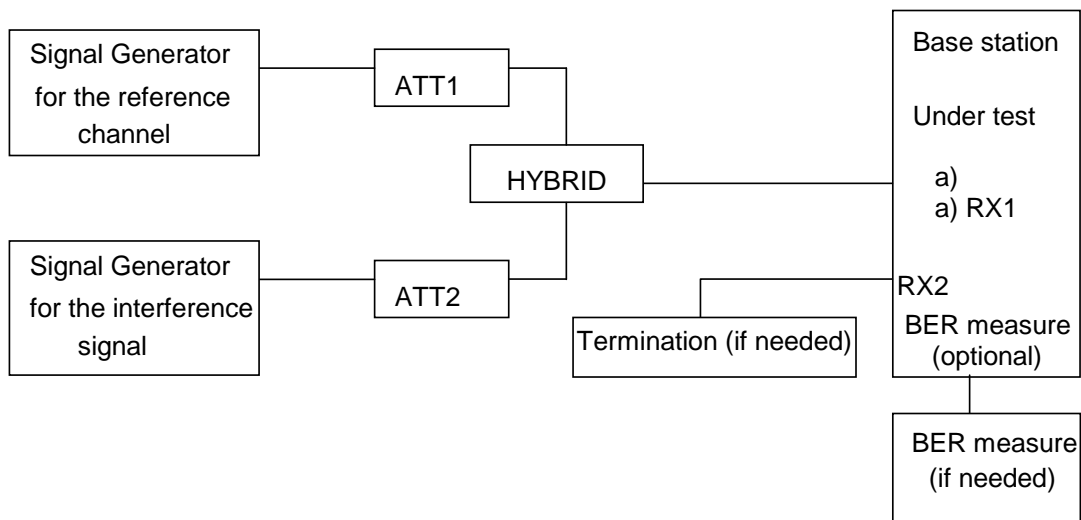 Signal Generator
for the reference
channel
ATT1
HYBRID
Signal Generator
for the interference
signal
ATT2
Termination (if needed)
Base station
Under test
a)
a) RX1
RX2
BER measure
(optional)
BER measure
(if needed)